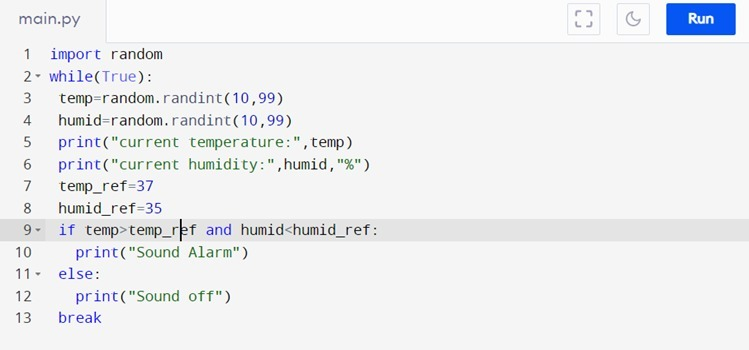 main.py
Run
1 import random
2 while(True):
3 temp=random.randint(10,99)
4 humid=random.randint(10,99)
5 print("current temperature:",temp)
6 print("current humidity:",humid,"%")
7 temp_ref=37
8 humid_ref=35
9 if temp>temp_ref and humid<humid_ref:
10 print("Sound Alarm")
11 else:
12 print("Sound off")
13 break